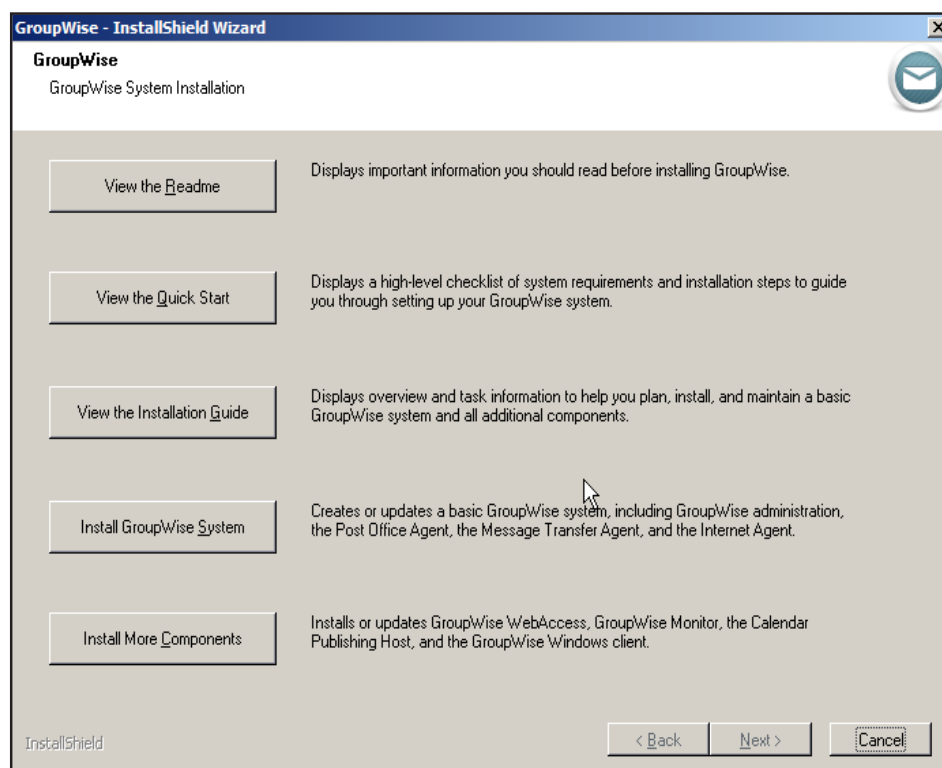 GroupWise - InstallShield Wizard
GroupWise
GroupWise System Installation
View the Readme
Displays important information you should read before installing GroupWise.
View the Quick Start
Displays a high-level checklist of system requirements and installation steps to guide
you through setting up your GroupWise system.
View the Installation Guide
Displays overview and task information to help you plan, install, and maintain a basic
GroupWise system and all additional components.
Install GroupWise System
Creates or updates a basic GroupWise system, including GroupWise administration,
the Post Office Agent, the Message Transfer Agent, and the Internet Agent.
Install More Components
Installs or updates GroupWise WebAccess, GroupWise Monitor, the Calendar
Publishing Host, and the GroupWise Windows client.
InstallShield
< Back
Next >
Cancel